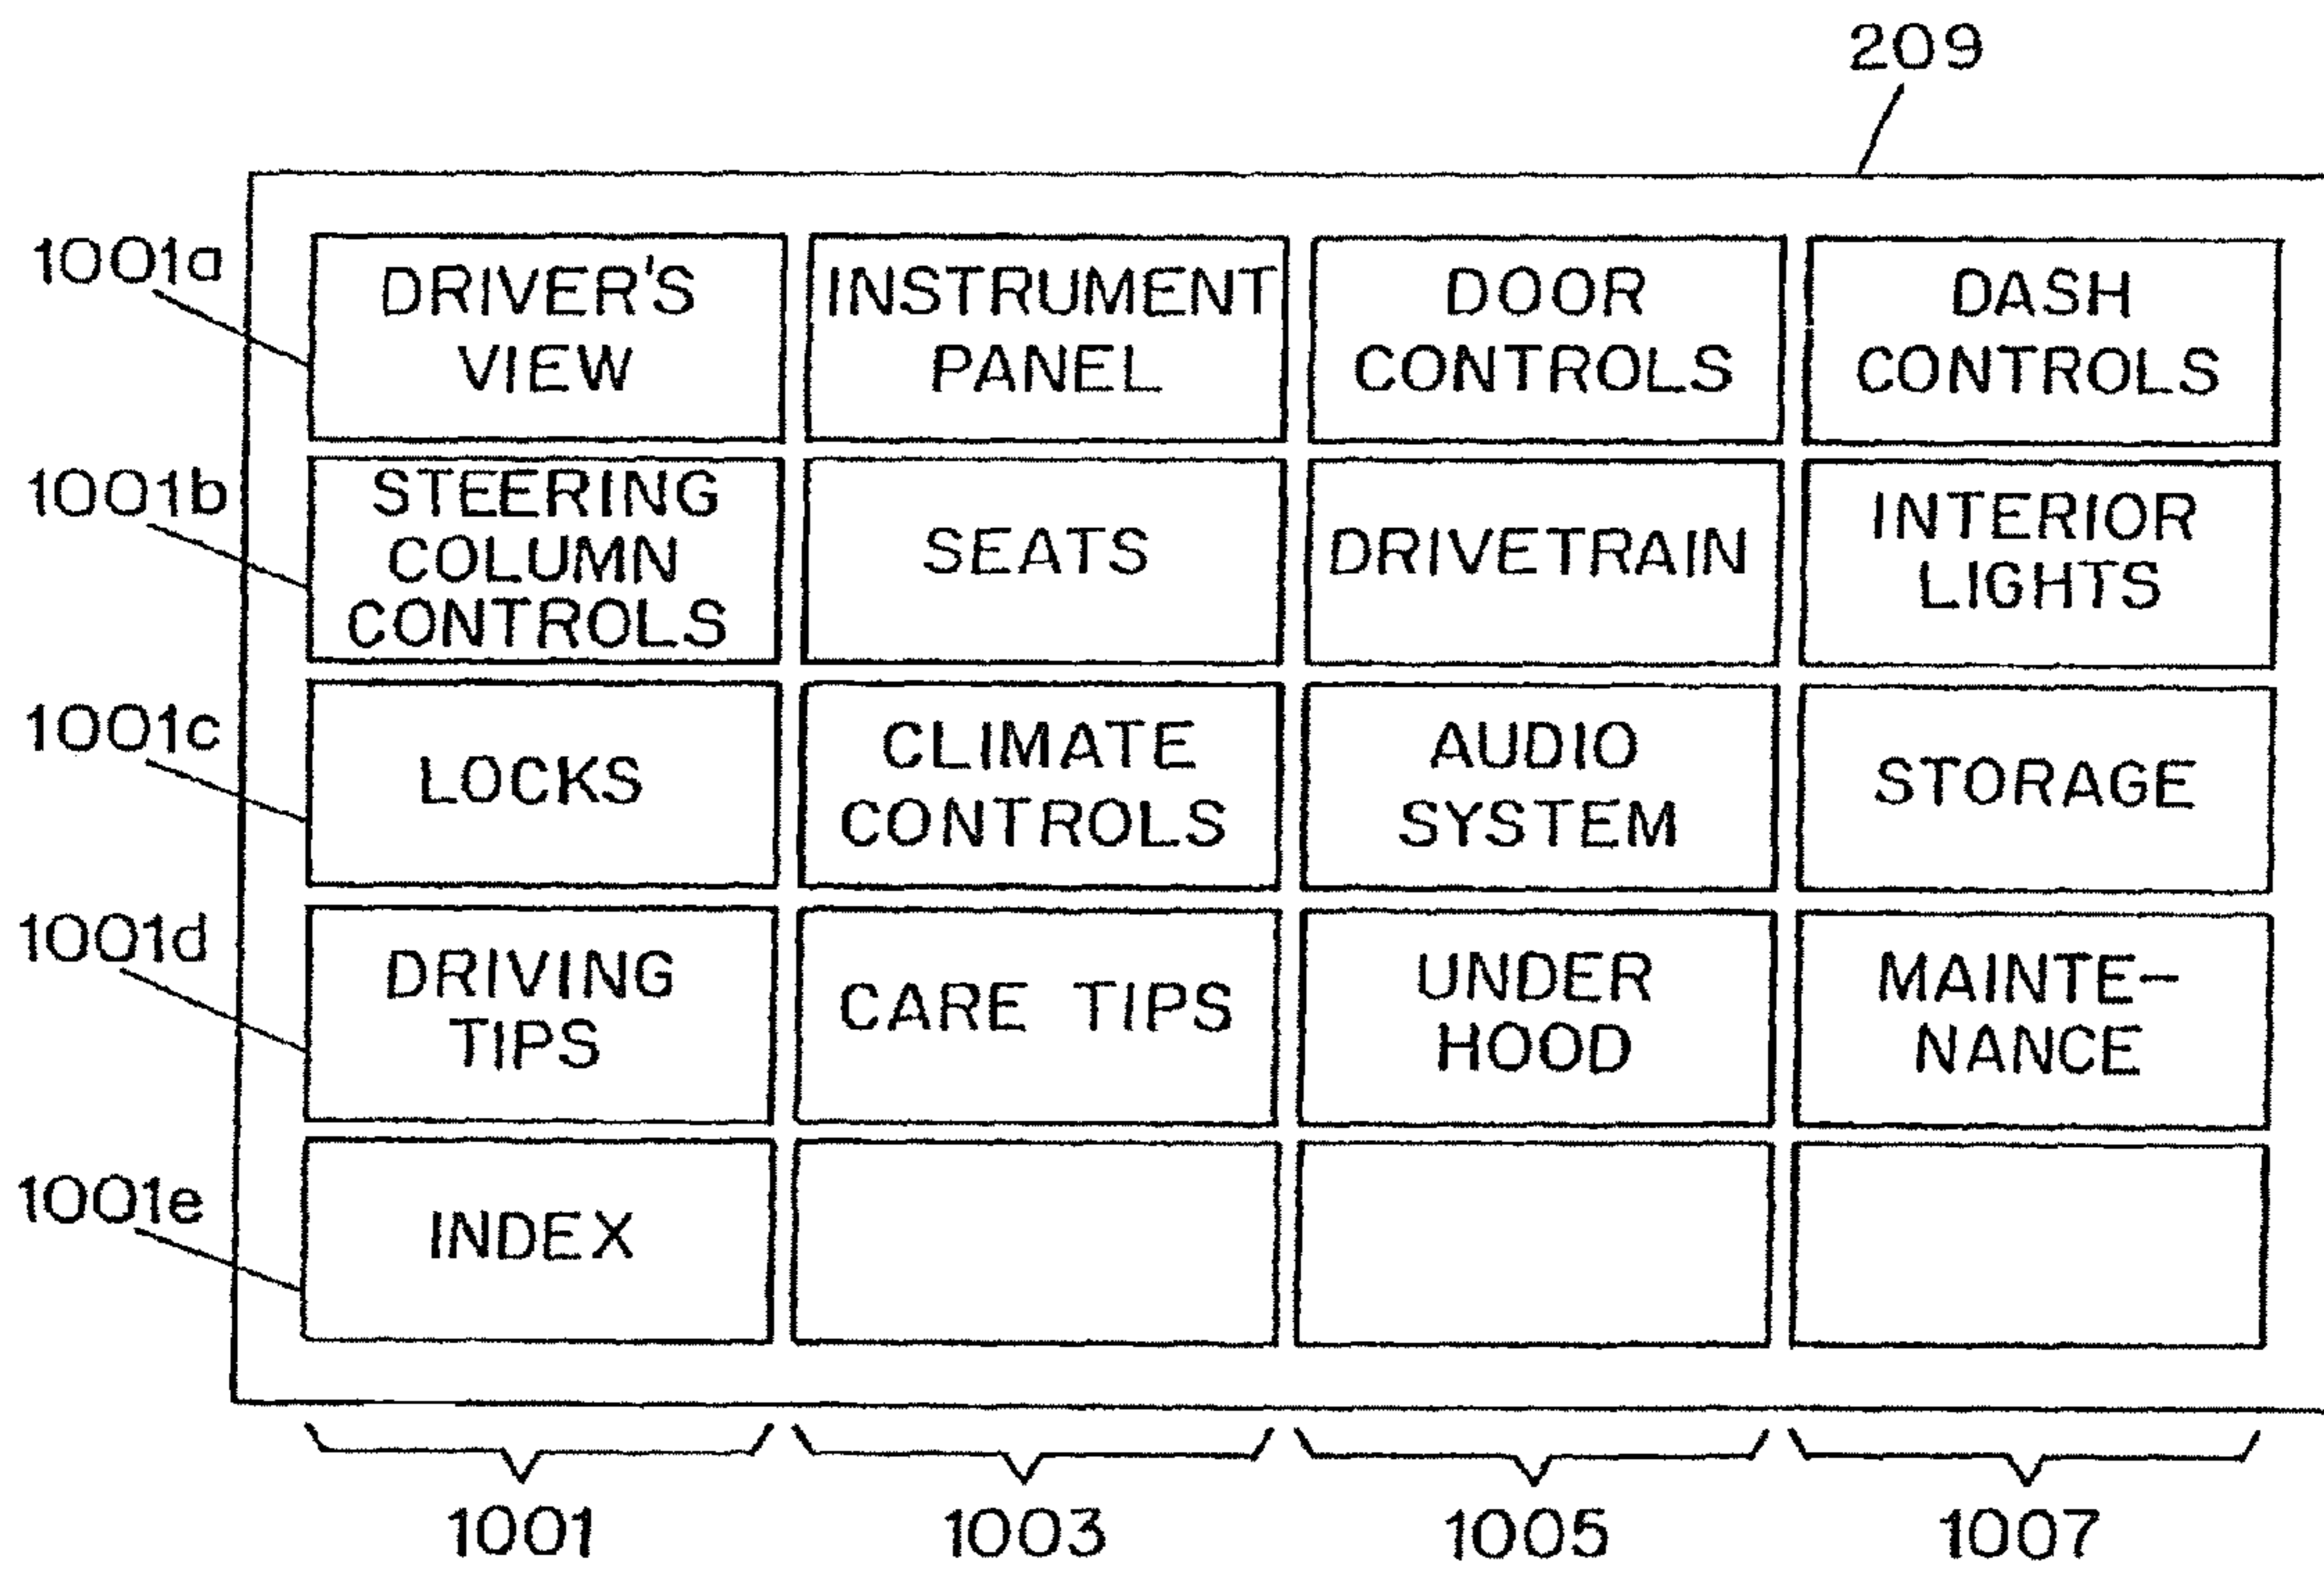 209
1001a
DRIVER'S
VIEW
INSTRUMENT
PANEL
DOOR
CONTROLS
DASH
CONTROLS
1001b
STEERING
COLUMN
CONTROLS
SEATS
DRIVETRAIN
INTERIOR
LIGHTS
1001c
LOCKS
CLIMATE
CONTROLS
AUDIO
SYSTEM
STORAGE
1001d
DRIVING
TIPS
CARE TIPS
UNDER
HOOD
MAINTE-
NANCE
1001e
INDEX
1001
1003
1005
1007